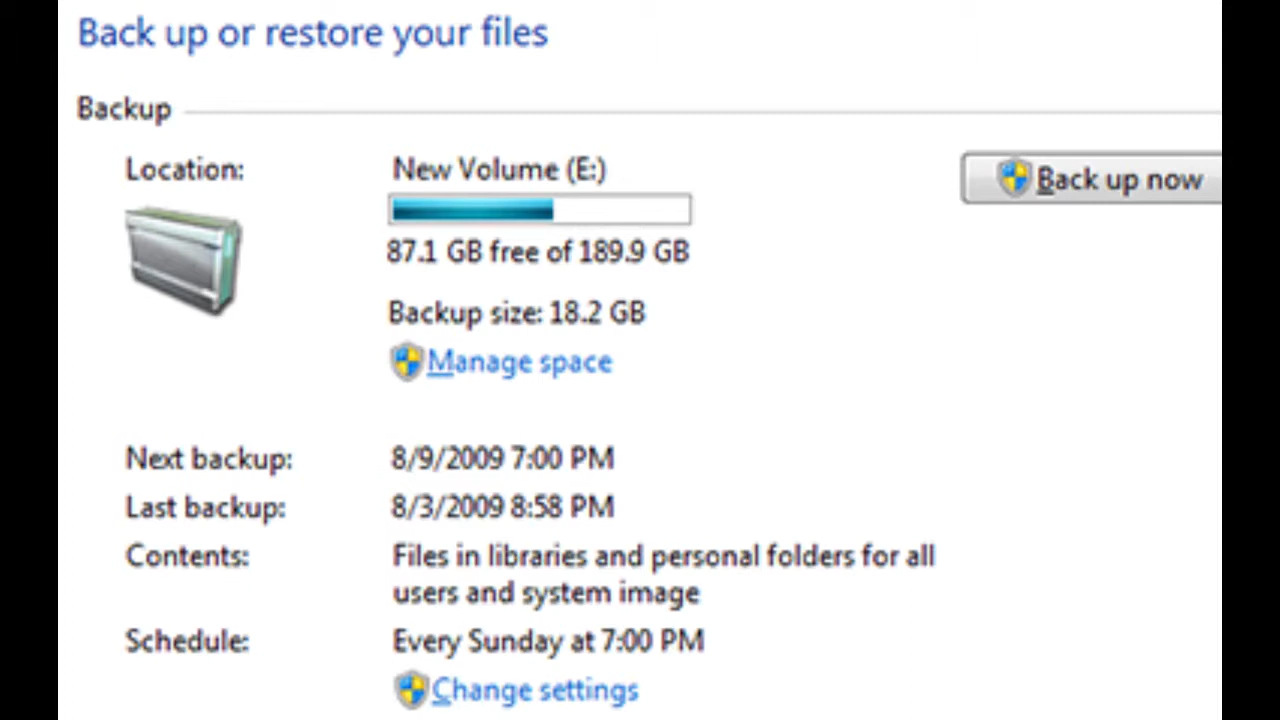 Back up or restore your files
Backup
Location:
New Volume (E:)
Back up now
87.1 GB free of 189.9 GB
Backup size: 18.2 GB
Manage space
Next backup:
8/9/2009 7:00 PM
Last backup:
8/3/2009 8:58 PM
Contents:
Files in libraries and personal folders for all
users and system image
Schedule:
Every Sunday at 7:00 PM
Change settings